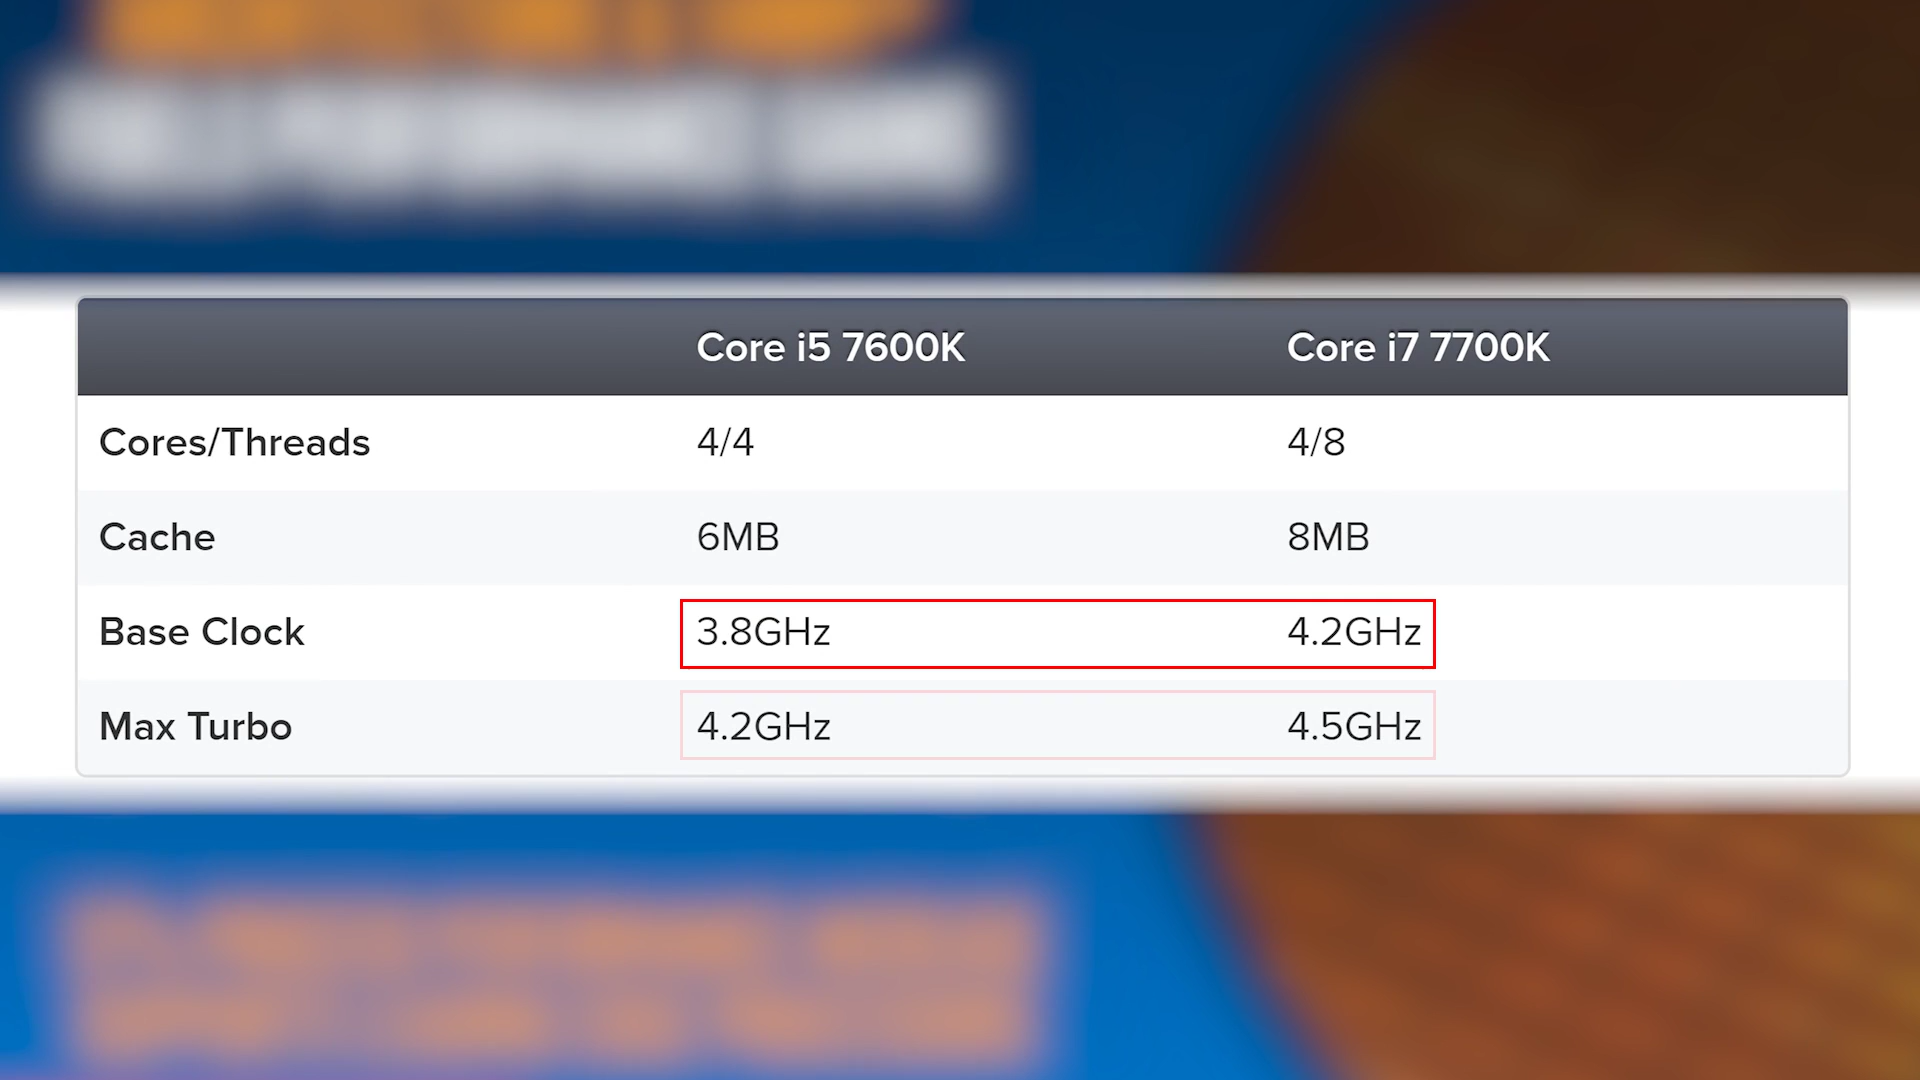 Core i5 7600K Core i7 7700K
Cores/Threads 4/4 4/8
Cache 6MB 8MB
Base Clock 3.8GHz 4.2GHz
Max Turbo 4.2GHz 4.5GHz